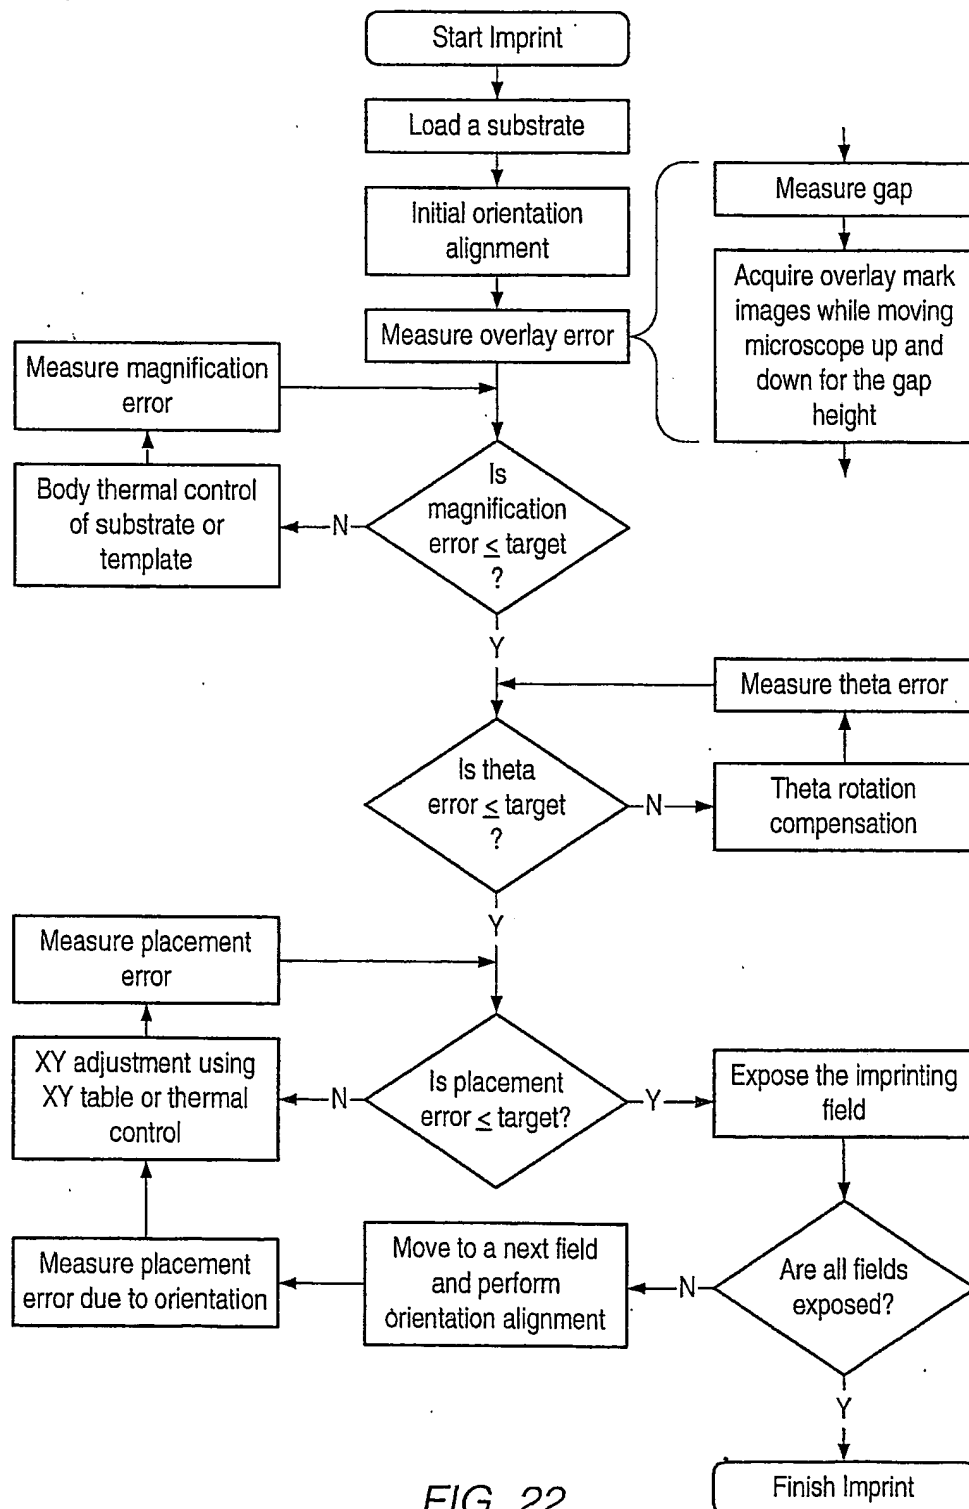 Start Imprint
Load a substrate
Initial orientation
alignment
Measure overlay error
Measure gap
Acquire overlay mark
images while moving
microscope up and
down for the gap
height
Measure magnification
error
Body thermal control
of substrate or
template
N
Is
magnification
error ≤ target
?
Y
Measure theta error
Is theta
error ≤ target
?
N
Theta rotation
compensation
Y
Measure placement
error
XY adjustment using
XY table or thermal
control
N
Is placement
error ≤ target?
Y
Expose the imprinting
field
Measure placement
error due to orientation
Move to a next field
and perform
orientation alignment
N
Are all fields
exposed?
Y
Finish Imprint
FIG. 22